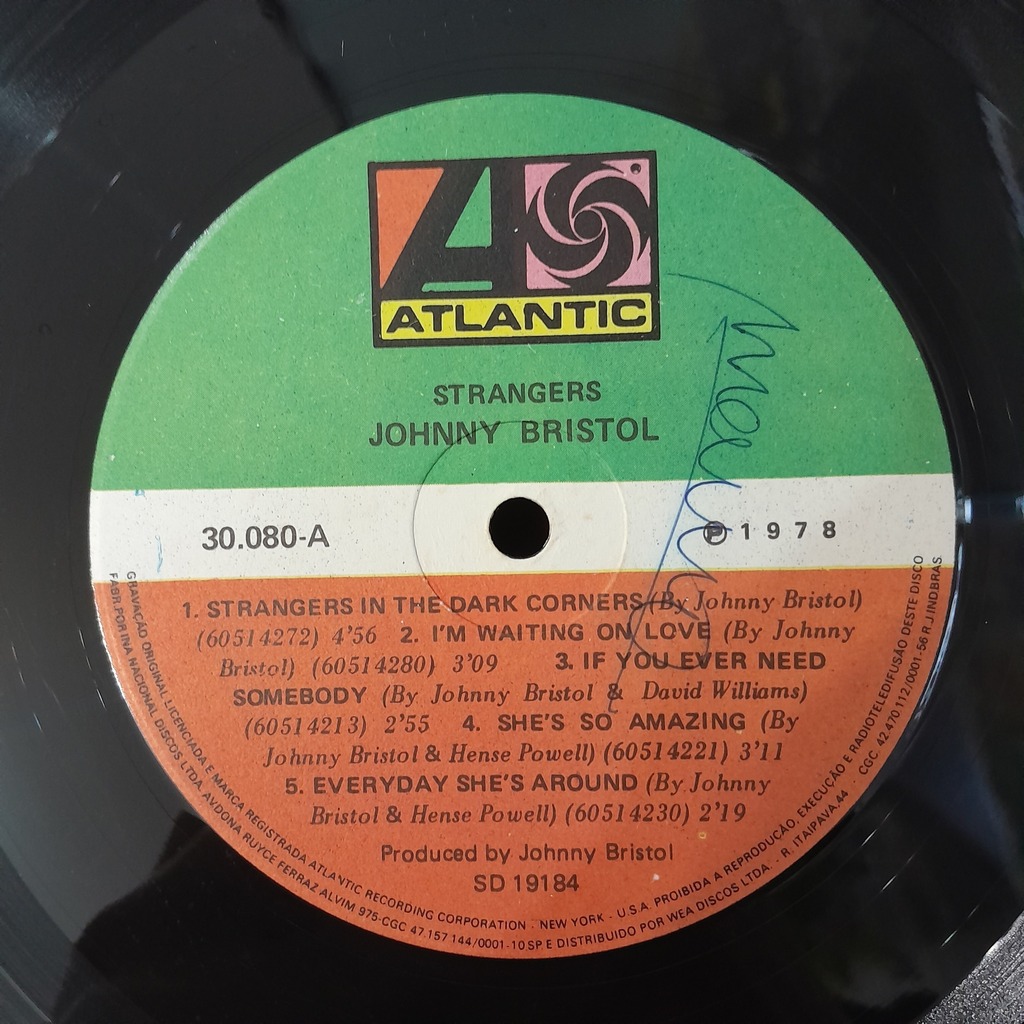 ATLANTIC
STRANGERS
JOHNNY BRISTOL
30.080-A
℗ 1978
1. STRANGERS IN THE DARK CORNERS (By Johnny Bristol)
(60514272) 4'56 2. I'M WAITING ON LOVE (By Johnny
Bristol) (60514280) 3'09 3. IF YOU EVER NEED
SOMEBODY (By Johnny Bristol & David Williams)
(60514213) 2'55 4. SHE'S SO AMAZING (By
Johnny Bristol & Hense Powell) (60514221) 3'11
5. EVERYDAY SHE'S AROUND (By Johnny
Bristol & Hense Powell) (60514230) 2'19
Produced by Johnny Bristol
SD 19184
GRAVAÇÃO ORIGINAL LICENCIADA E MARCA REGISTRADA ATLANTIC RECORDING CORPORATION - NEW YORK - U.S.A. PROIBIDA A REPRODUCÃO, EXECUCÃO E RADIOTELEDIFUSÃO DESTE DISCO
FABR.POR INA NACIONAL DISCOS LTDA. AV.DONA RUYCE FERRAZ ALVIM 975-CGC 47.157 144/0001-10 SP. E DISTRIBUIDO POR WEA DISCOS LTDA. - R. ITAIPAVA,44 - CGC 42 470 112/0001-56 R.J.INDBRAS.